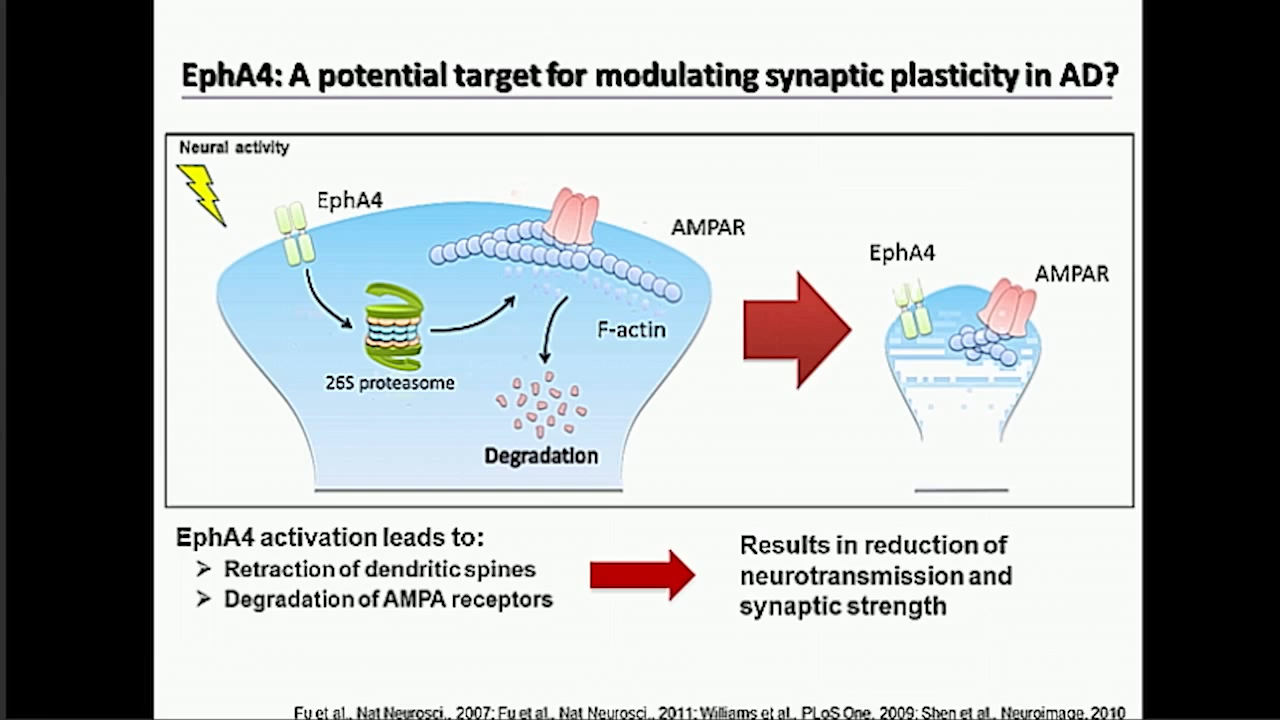 EphA4: A potential target for modulating synaptic plasticity in AD?
Neural activity
EphA4
AMPAR
F-actin
26S proteasome
Degradation
EphA4
AMPAR
EphA4 activation leads to:
➢ Retraction of dendritic spines
➢ Degradation of AMPA receptors
Results in reduction of
neurotransmission and
synaptic strength
Fu et al., Nat Neurosci., 2007; Fu et al., Nat Neurosci., 2011; Williams et al., PLoS One, 2009; Shen et al., Neuroimage, 2010